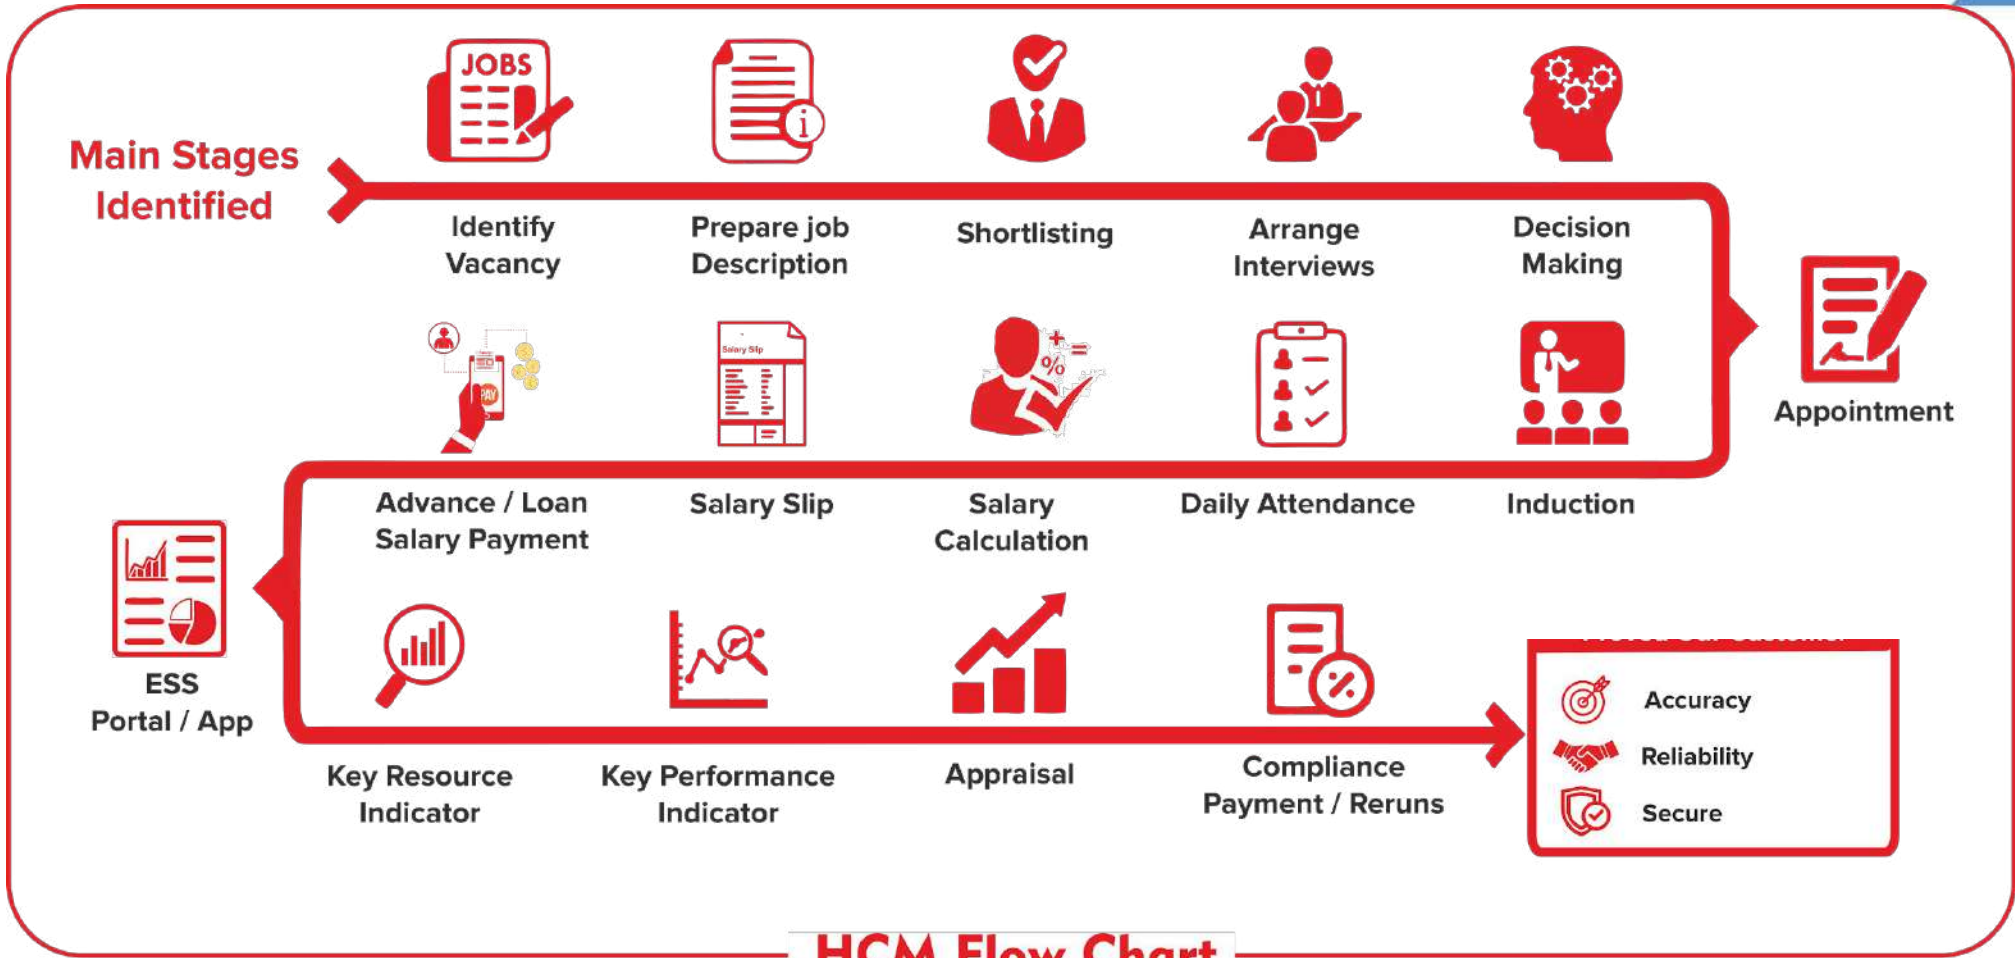 JOBS
Main Stages
Identified
Identify
Vacancy
Prepare job
Description
Shortlisting
Arrange
Interviews
Decision
Making
Appointment
PAY
Salary Slip
%
Advance / Loan
Salary Payment
Salary Slip
Salary
Calculation
Daily Attendance
Induction
ESS
Portal / App
Key Resource
Indicator
Key Performance
Indicator
Appraisal
Compliance
Payment / Reruns
Accuracy
Reliability
Secure
HCM Flow Chart